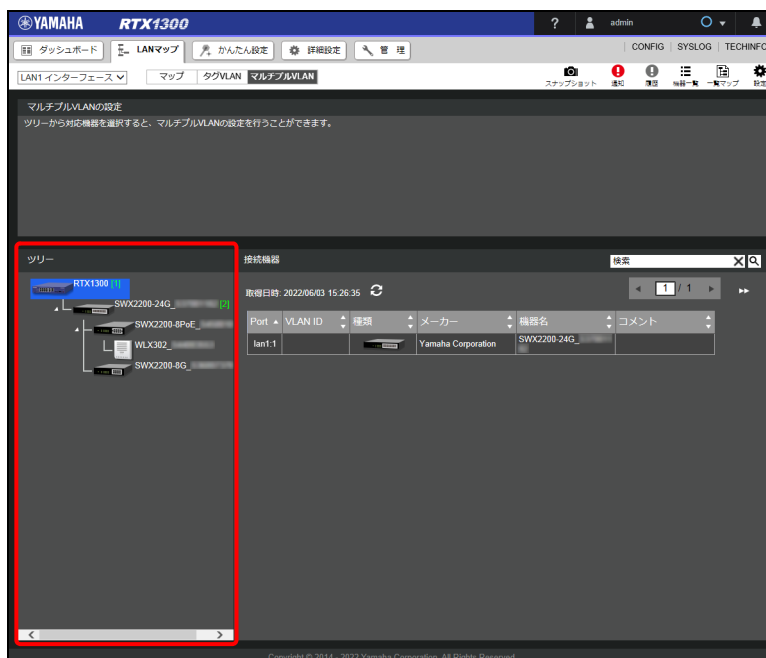 YAMAHA RTX1300 ? admin
ダッシュボード LANマップ かんたん設定 詳細設定 管 理 CONFIG SYSLOG TECHINFO
LAN1 インターフェース マップ タグVLAN マルチプルVLAN スナップショット 通知 履歴 機器一覧 一覧マップ 設定
マルチプルVLANの設定
ツリーから対応機器を選択すると、マルチプルVLANの設定を行うことができます。
ツリー 接続機器 検索
RTX1300 [1]
取得日時: 2022/06/03 15:26:35 1 / 1
SWX2200-24G_ [2]
SWX2200-8PoE_
Port VLAN ID 種類 メーカー 機器名 コメント
WLX302_
lan1:1 Yamaha Corporation SWX2200-24G_
SWX2200-8G_
Copyright © 2014 - 2022 Yamaha Corporation. All Rights Reserved.